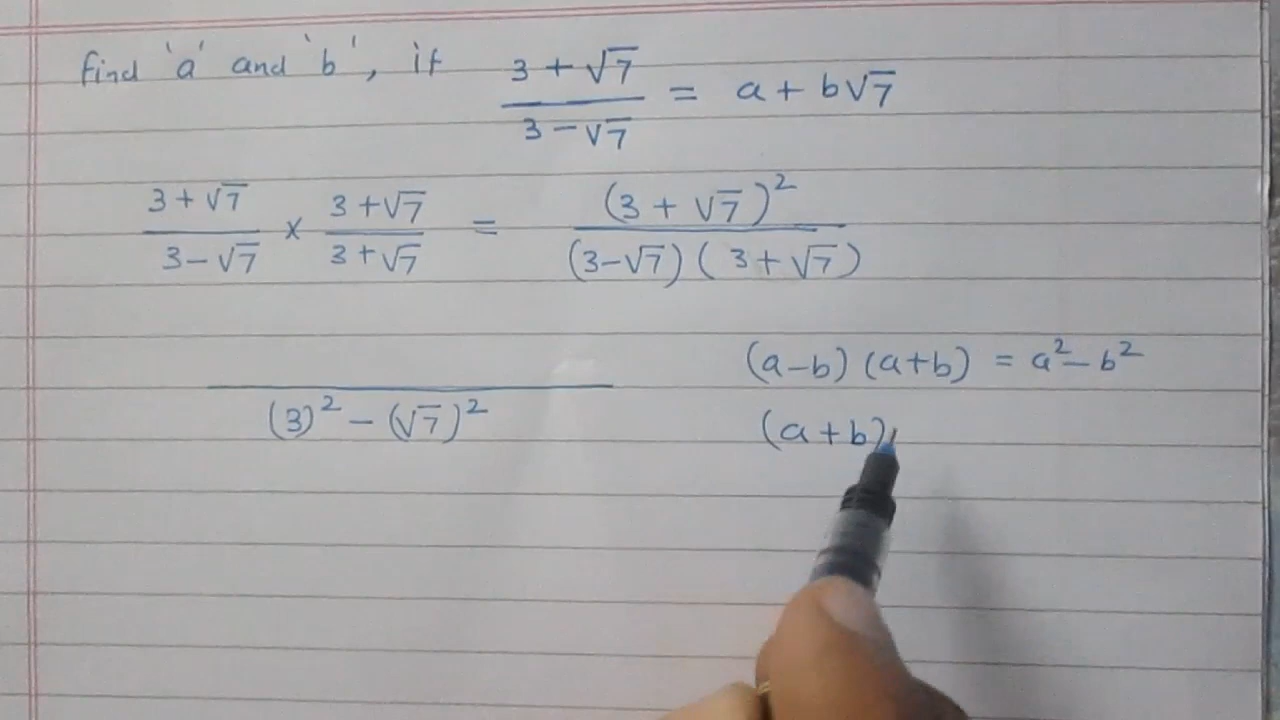 find 'a' and 'b', if (3 + √7)/(3 - √7) = a + b√7
(3 + √7)/(3 - √7) × (3 + √7)/(3 + √7) = (3 + √7)²/((3 - √7)(3 + √7))
(a - b)(a + b) = a² - b²
(3)² - (√7)²
(a + b)